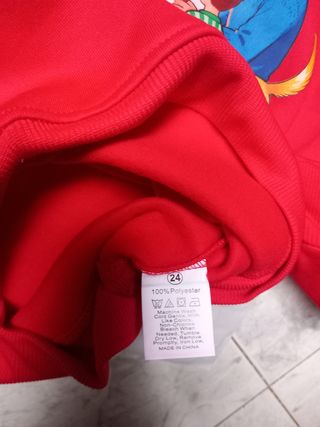 24
100% Polyester
Machine Wash
Cold Gentle, With
Like Colors,
Non-Chlorine
Bleach When
Needed, Tumble
Dry Low, Remove
Promptly, Iron Low,
MADE IN CHINA